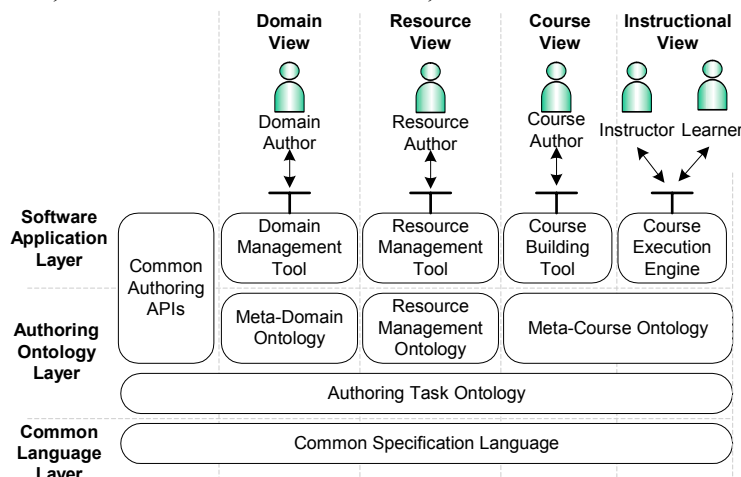 Domain
View
Resource
View
Course
View
Instructional
View
Domain
Author
Resource
Author
Course
Author
Instructor
Learner
Software
Application
Layer
Common
Authoring
APIs
Domain
Management
Tool
Resource
Management
Tool
Course
Building
Tool
Course
Execution
Engine
Authoring
Ontology
Layer
Meta-Domain
Ontology
Resource
Management
Ontology
Meta-Course Ontology
Authoring Task Ontology
Common
Language
Layer
Common Specification Language